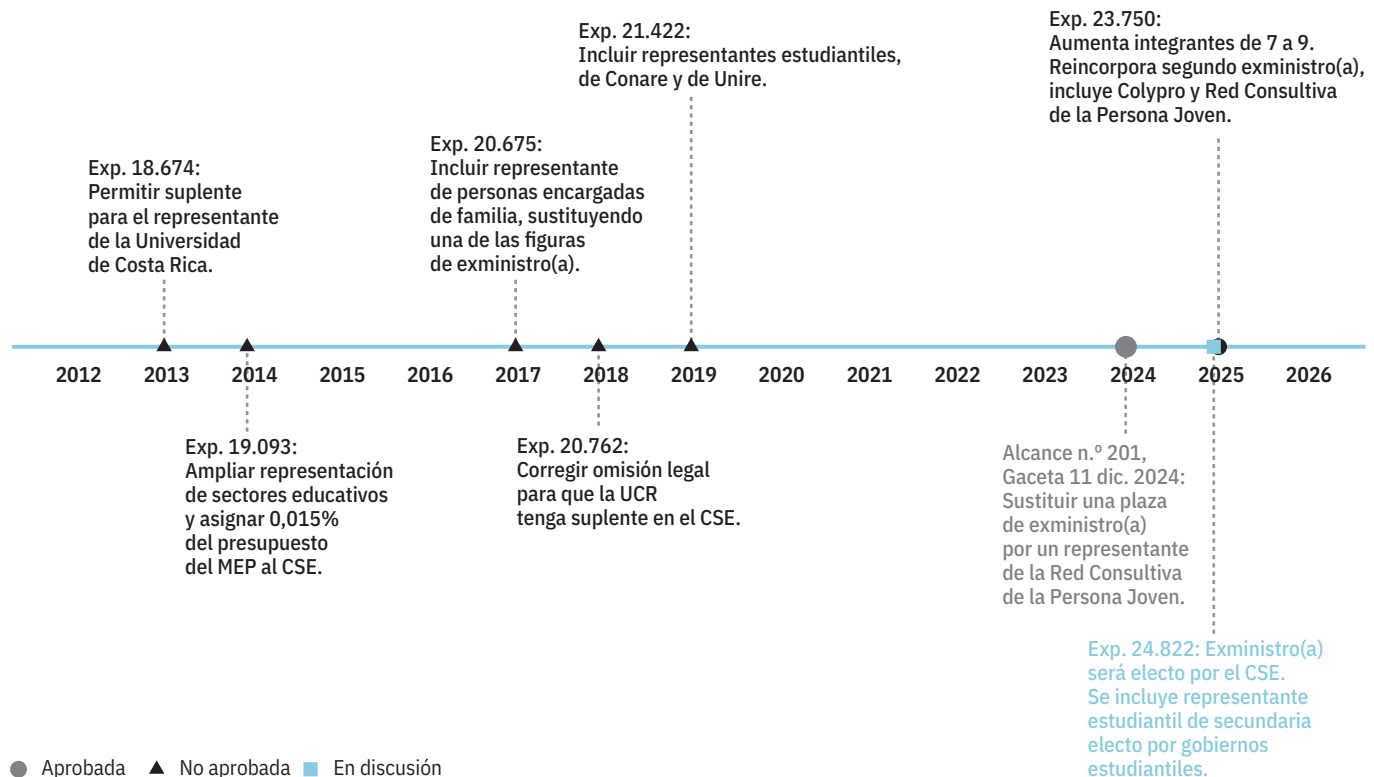 Exp. 21.422:
Incluir representantes estudiantiles,
de Conare y de Unire.
Exp. 23.750:
Aumenta integrantes de 7 a 9.
Reincorpora segundo exministro(a),
incluye Colypro y Red Consultiva
de la Persona Joven.
Exp. 18.674:
Permitir suplente
para el representante
de la Universidad
de Costa Rica.
Exp. 20.675:
Incluir representante
de personas encargadas
de familia, sustituyendo
una de las figuras
de exministro(a).
2012 2013 2014 2015 2016 2017 2018 2019 2020 2021 2022 2023 2024 2025 2026
Exp. 19.093:
Ampliar representación
de sectores educativos
y asignar 0,015%
del presupuesto
del MEP al CSE.
Exp. 20.762:
Corregir omisión legal
para que la UCR
tenga suplente en el CSE.
Alcance n.º 201,
Gaceta 11 dic. 2024:
Sustituir una plaza
de exministro(a)
por un representante
de la Red Consultiva
de la Persona Joven.
Exp. 24.822: Exministro(a)
será electo por el CSE.
Se incluye representante
estudiantil de secundaria
electo por gobiernos
estudiantiles.
Aprobada No aprobada En discusión